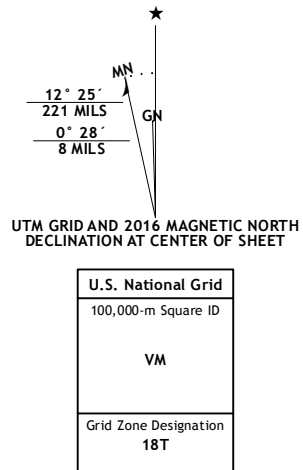 ★
MN
GN
12° 25´
221 MILS
0° 28´
8 MILS
UTM GRID AND 2016 MAGNETIC NORTH
DECLINATION AT CENTER OF SHEET
U.S. National Grid
100,000-m Square ID
VM
Grid Zone Designation
18T